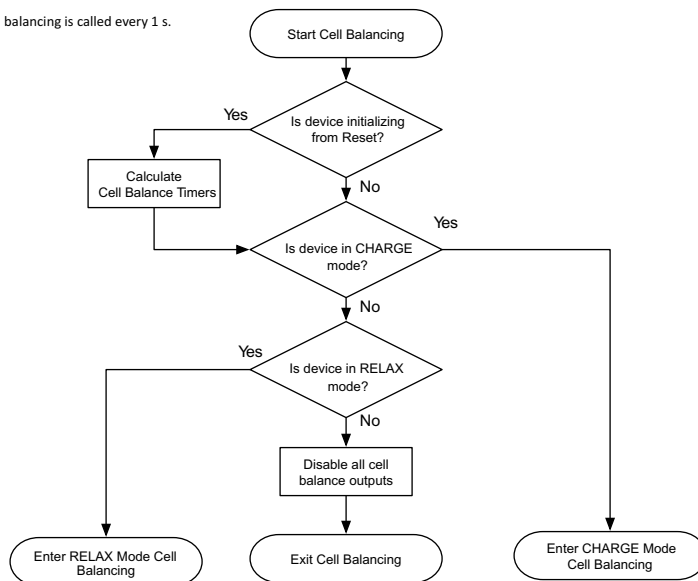 balancing is called every 1 s.
Start Cell Balancing
Yes
Is device initializing
from Reset?
Calculate
Cell Balance Timers
No
Yes
Is device in CHARGE
mode?
No
Yes
Is device in RELAX
mode?
No
Disable all cell
balance outputs
Enter RELAX Mode Cell
Balancing
Exit Cell Balancing
Enter CHARGE Mode
Cell Balancing